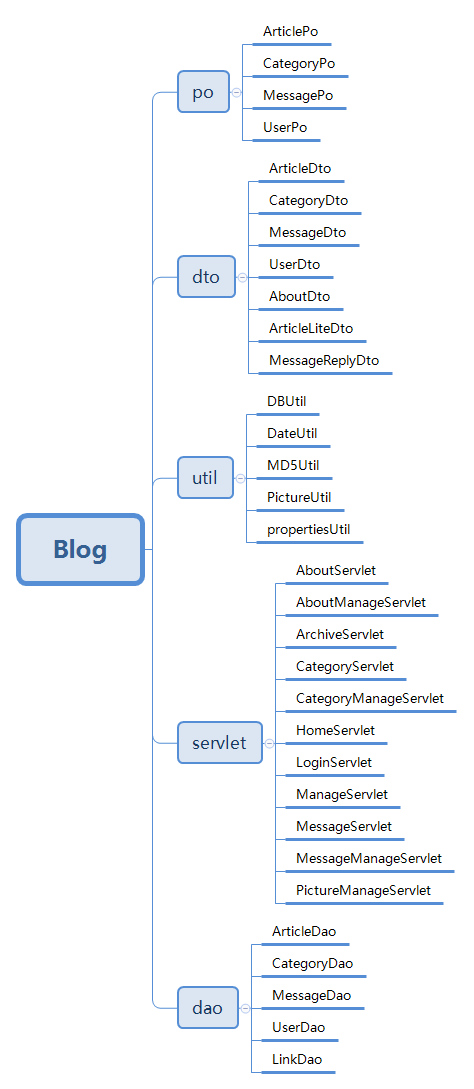 Blog
po
ArticlePo
CategoryPo
MessagePo
UserPo
dto
ArticleDto
CategoryDto
MessageDto
UserDto
AboutDto
ArticleLiteDto
MessageReplyDto
util
DBUtil
DateUtil
MD5Util
PictureUtil
propertiesUtil
servlet
AboutServlet
AboutManageServlet
ArchiveServlet
CategoryServlet
CategoryManageServlet
HomeServlet
LoginServlet
ManageServlet
MessageServlet
MessageManageServlet
PictureManageServlet
dao
ArticleDao
CategoryDao
MessageDao
UserDao
LinkDao